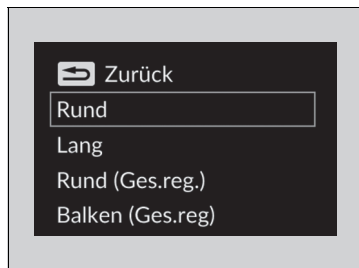 Zurück
Rund
Lang
Rund (Ges.reg.)
Balken (Ges.reg)